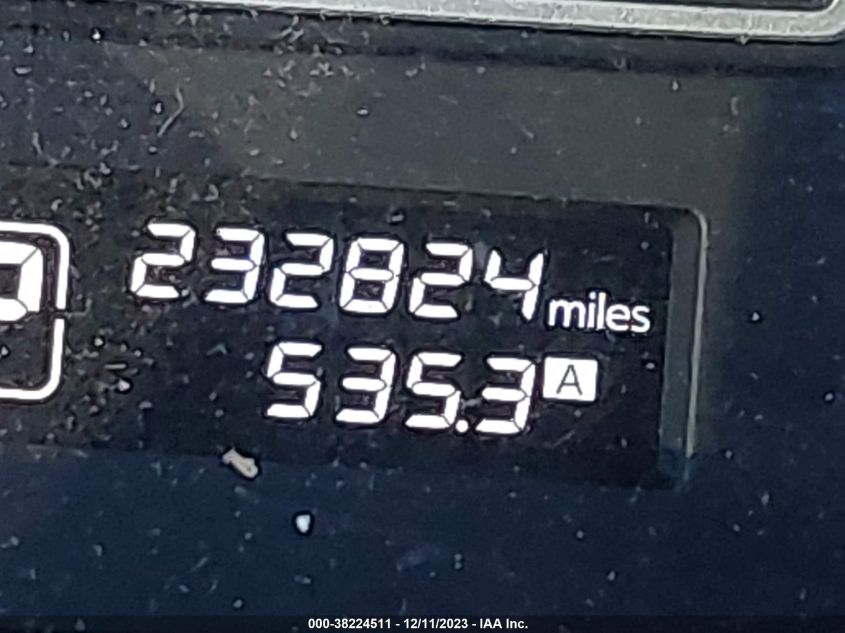 232824 miles
535.3 A
000-38224511 - 12/11/2023 - IAA Inc.